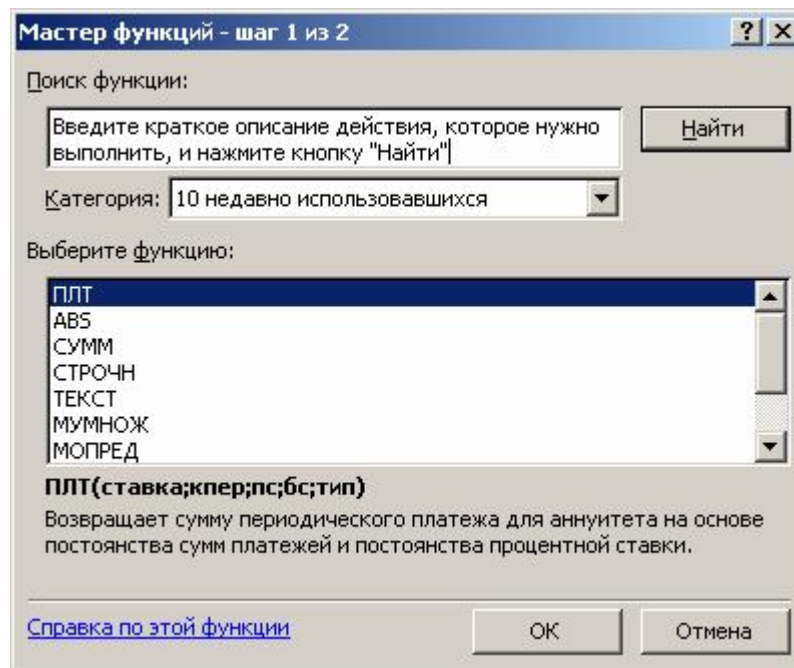 Мастер функций - шаг 1 из 2
Поиск функции:
Введите краткое описание действия, которое нужно
выполнить, и нажмите кнопку "Найти"
Найти
Категория: 10 недавно использовавшихся
Выберите функцию:
ПЛТ
ABS
СУММ
СТРОЧН
ТЕКСТ
МУМНОЖ
МОПРЕД
ПЛТ(ставка;кпер;пс;бс;тип)
Возвращает сумму периодического платежа для аннуитета на основе
постоянства сумм платежей и постоянства процентной ставки.
Справка по этой функции
ОК
Отмена